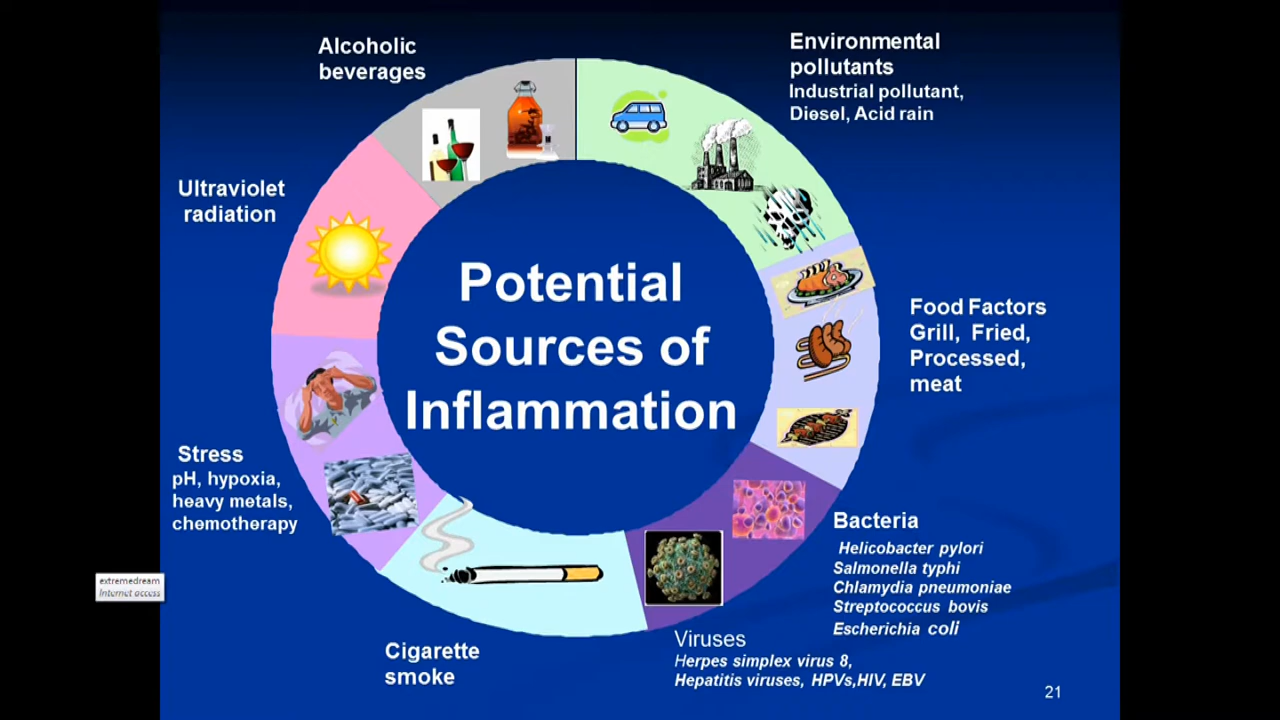 Alcoholic
beverages
Environmental
pollutants
Industrial pollutant,
Diesel, Acid rain
Ultraviolet
radiation
Potential
Sources of
Inflammation
Food Factors
Grill, Fried,
Processed,
meat
Stress
pH, hypoxia,
heavy metals,
chemotherapy
Bacteria
Helicobacter pylori
Salmonella typhi
Chlamydia pneumoniae
Streptococcus bovis
Escherichia coli
extremedream
Internet access
Cigarette
smoke
Viruses
Herpes simplex virus 8,
Hepatitis viruses, HPVs,HIV, EBV
21